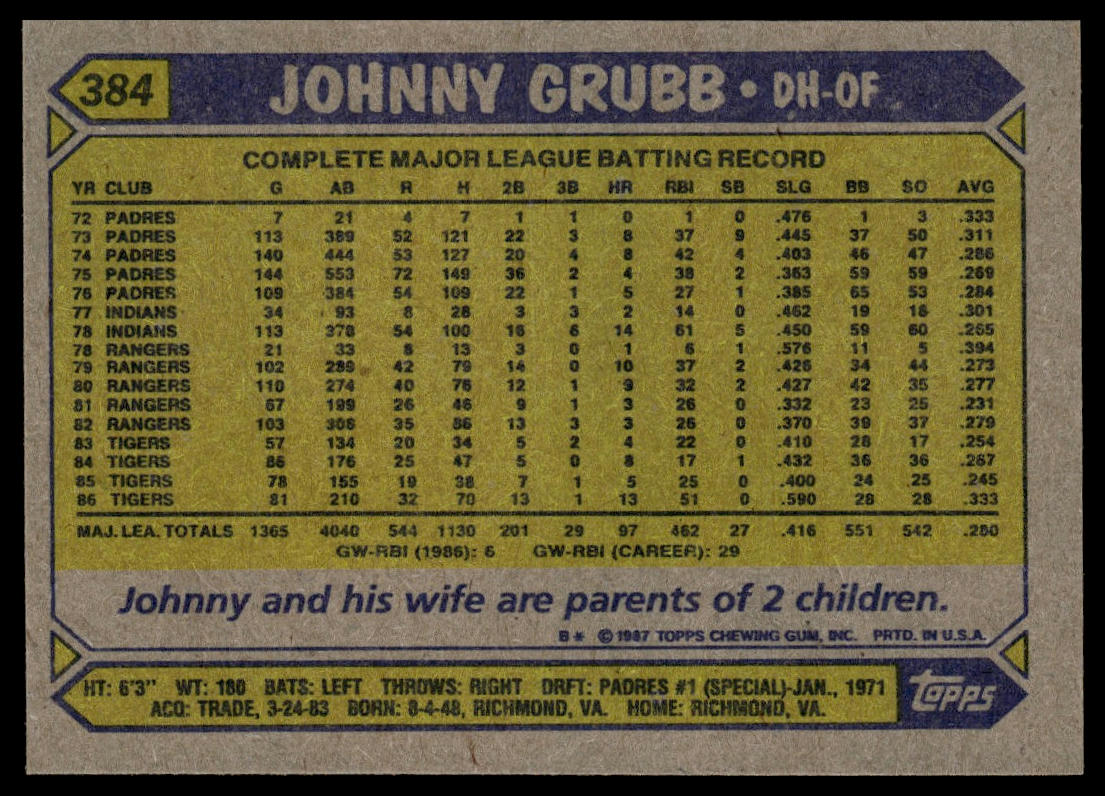 384 JOHNNY GRUBB • DH-OF
COMPLETE MAJOR LEAGUE BATTING RECORD
YR CLUB G AB R H 2B 3B HR RBI SB SLG BB SO AVG
72 PADRES 7 21 4 7 1 1 0 1 0 .476 1 3 .333
73 PADRES 113 389 52 121 22 3 8 37 9 .445 37 50 .311
74 PADRES 140 444 53 127 20 4 8 42 4 .403 46 47 .286
75 PADRES 144 553 72 149 36 2 4 38 2 .363 59 59 .269
76 PADRES 109 384 54 109 22 1 5 27 1 .385 65 53 .284
77 INDIANS 34 93 8 28 3 3 2 14 0 .462 19 18 .301
78 INDIANS 113 378 54 100 16 6 14 61 5 .450 59 60 .265
78 RANGERS 21 33 8 13 3 0 1 6 1 .576 11 5 .394
79 RANGERS 102 289 42 79 14 0 10 37 2 .426 34 44 .273
80 RANGERS 110 274 40 76 12 1 9 32 2 .427 42 35 .277
81 RANGERS 67 199 26 46 9 1 3 26 0 .332 23 25 .231
82 RANGERS 103 308 35 86 13 3 3 26 0 .370 39 37 .279
83 TIGERS 57 134 20 34 5 2 4 22 0 .410 28 17 .254
84 TIGERS 86 176 25 47 5 0 8 17 1 .432 36 36 .267
85 TIGERS 78 155 19 38 7 1 5 25 0 .400 24 25 .245
86 TIGERS 81 210 32 70 13 1 13 51 0 .590 28 28 .333
MAJ. LEA. TOTALS 1365 4040 544 1130 201 29 97 462 27 .416 551 542 .280
GW-RBI (1986): 6 GW-RBI (CAREER): 29
Johnny and his wife are parents of 2 children.
B* © 1987 TOPPS CHEWING GUM, INC. PRTD. IN U.S.A.
HT: 6'3" WT: 180 BATS: LEFT THROWS: RIGHT DRFT: PADRES #1 (SPECIAL)-JAN., 1971
ACQ: TRADE, 3-24-83 BORN: 8-4-48, RICHMOND, VA. HOME: RICHMOND, VA.
topps